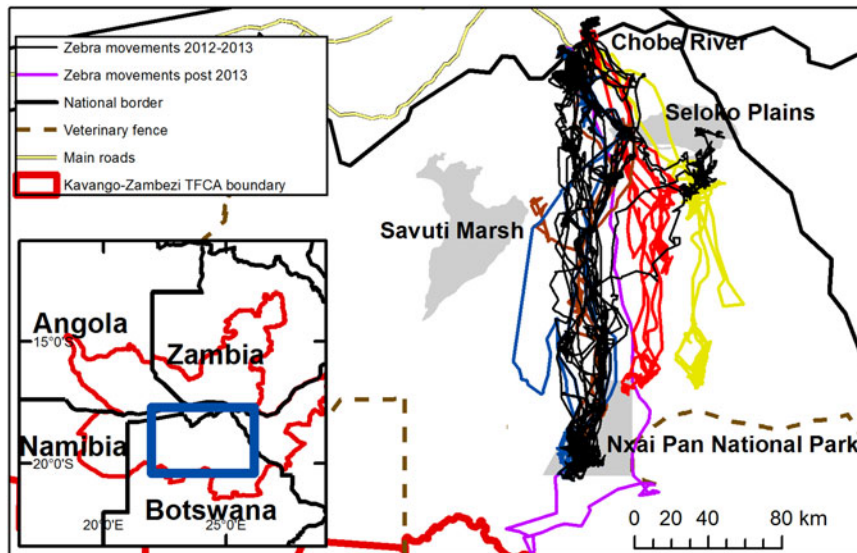 Zebra movements 2012-2013
Zebra movements post 2013
National border
Veterinary fence
Main roads
Kavango-Zambezi TFCA boundary
Chobe River
Seloko Plains
Savuti Marsh
Nxai Pan National Park
Angola
Zambia
Namibia
Botswana
15°0'S
20°0'S
20°0'E
25°0'E
0 20 40 80 km